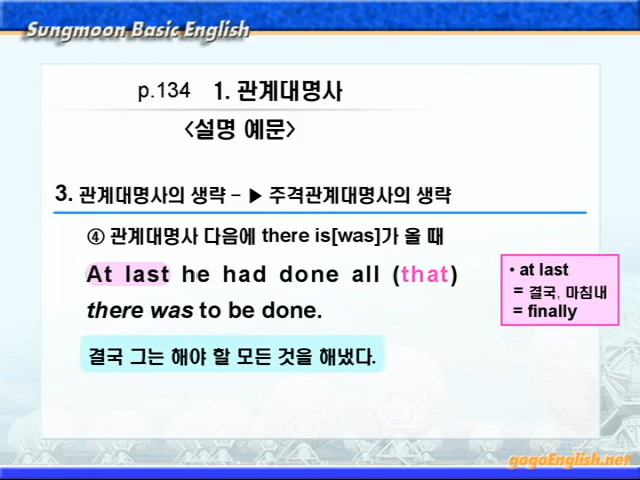 Sungmoon Basic English
p.134 1. 관계대명사
<설명 예문>
3. 관계대명사의 생략 – ▶ 주격관계대명사의 생략
④ 관계대명사 다음에 there is[was]가 올 때
At last he had done all (that)
there was to be done.
• at last
= 결국, 마침내
= finally
결국 그는 해야 할 모든 것을 해냈다.
gogoEnglish.net